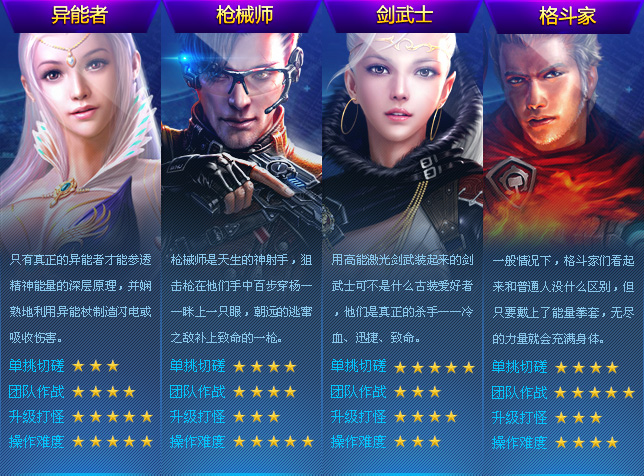 异能者
只有真正的异能者才能参透
精神能量的深层原理，并娴
熟地利用异能杖制造闪电或
吸收伤害。
单挑切磋 ★★★
团队作战 ★★★★
升级打怪 ★★★★★
操作难度 ★★★★★
枪械师
枪械师是天生的神射手，狙
击枪在他们手中百步穿杨一
一眯上一只眼，朝远的逃窜
之敌补上致命的一枪。
单挑切磋 ★★★★
团队作战 ★★★★
升级打怪 ★★★
操作难度 ★★★★★
剑武士
用高能激光剑武装起来的剑
武士可不是什么古装爱好者
，他们是真正的杀手一一冷
血、迅捷、致命。
单挑切磋 ★★★★★
团队作战 ★★★
升级打怪 ★★★★
操作难度 ★★★
格斗家
一般情况下，格斗家们看起
来和普通人没什么区别，但
只要戴上了能量拳套，无尽
的力量就会充满身体。
单挑切磋 ★★★★
团队作战 ★★★★★
升级打怪 ★★★
操作难度 ★★★★